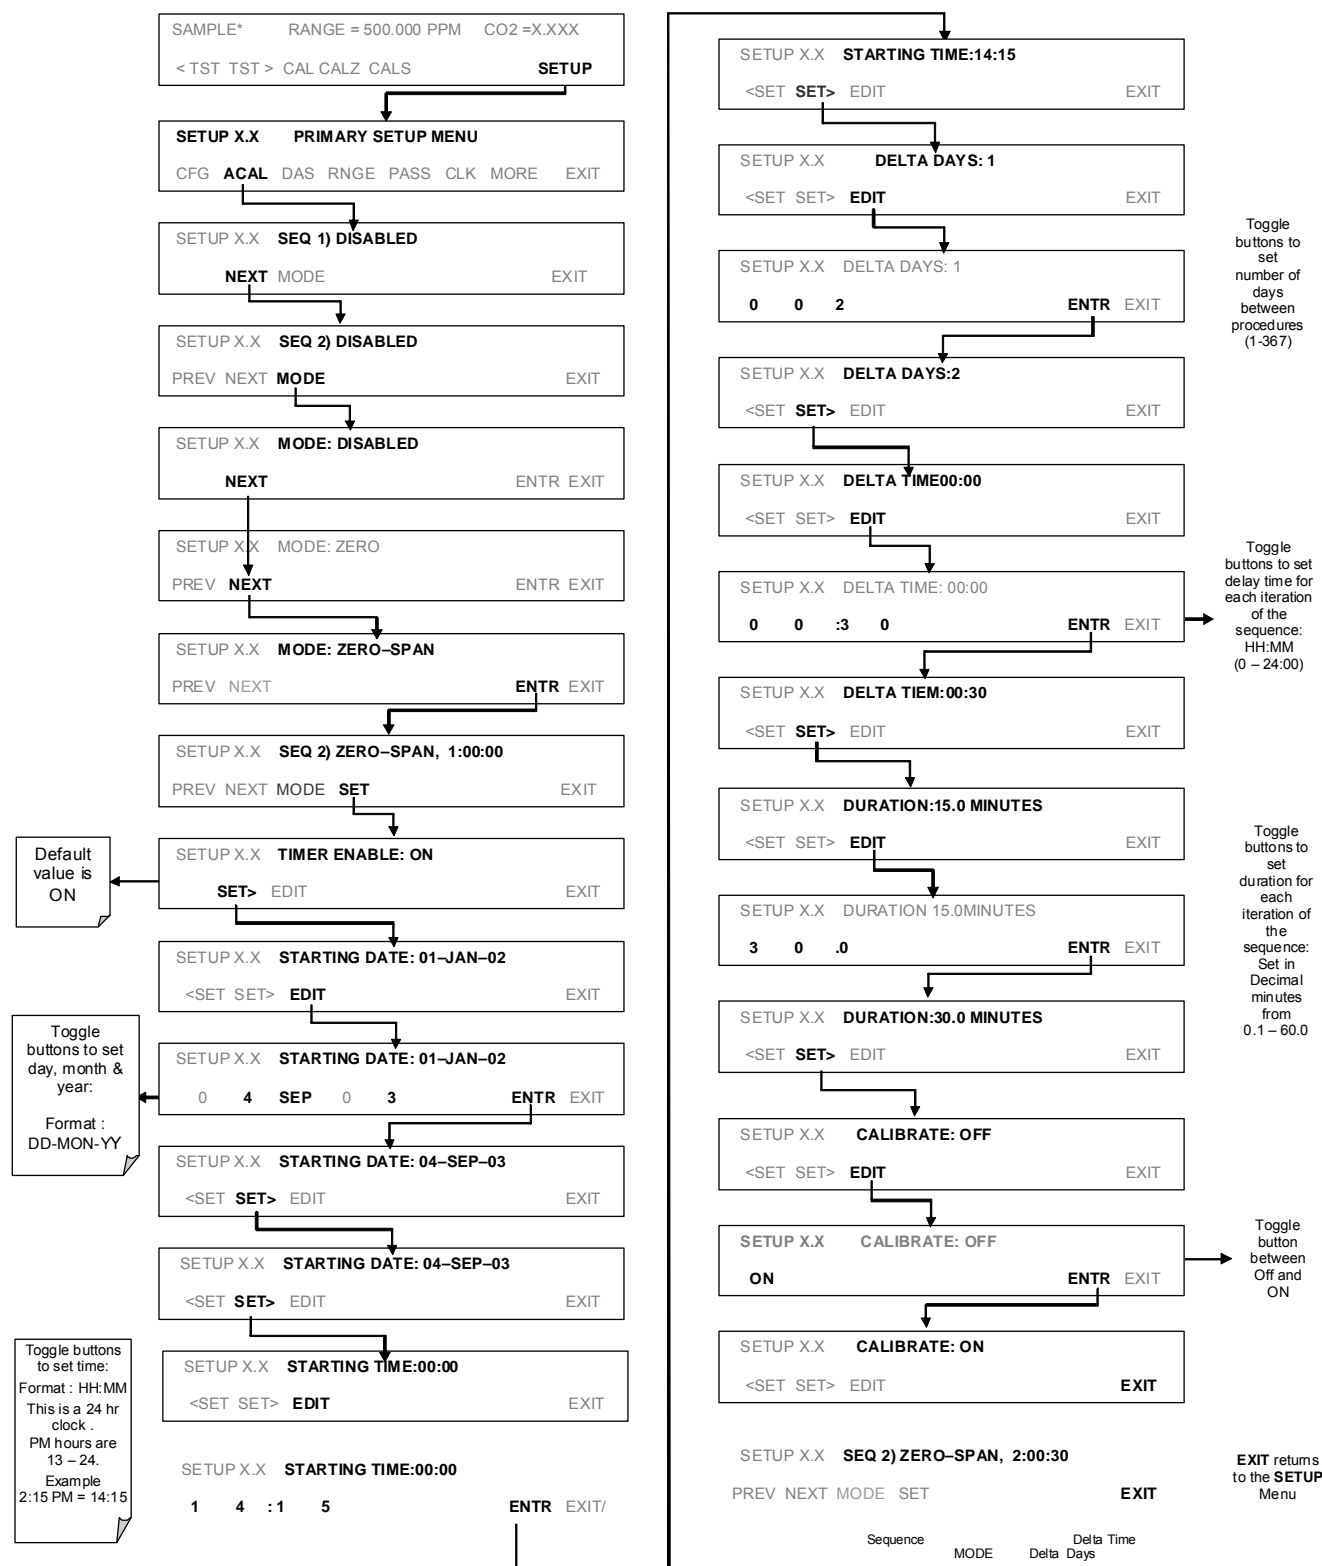 SAMPLE* RANGE = 500.000 PPM CO2 =X.XXX
< TST TST > CAL CALZ CALS SETUP
SETUP X.X PRIMARY SETUP MENU
CFG ACAL DAS RNGE PASS CLK MORE EXIT
SETUP X.X SEQ 1) DISABLED
NEXT MODE EXIT
SETUP X.X SEQ 2) DISABLED
PREV NEXT MODE EXIT
SETUP X.X MODE: DISABLED
NEXT ENTR EXIT
SETUP X.X MODE: ZERO
PREV NEXT ENTR EXIT
SETUP X.X MODE: ZERO–SPAN
PREV NEXT ENTR EXIT
SETUP X.X SEQ 2) ZERO–SPAN, 1:00:00
PREV NEXT MODE SET EXIT
Default
value is
ON
SETUP X.X TIMER ENABLE: ON
SET> EDIT EXIT
SETUP X.X STARTING DATE: 01–JAN–02
<SET SET> EDIT EXIT
Toggle
buttons to set
day, month &
year:
Format :
DD-MON-YY
SETUP X.X STARTING DATE: 01–JAN–02
0 4 SEP 0 3 ENTR EXIT
SETUP X.X STARTING DATE: 04–SEP–03
<SET SET> EDIT EXIT
SETUP X.X STARTING DATE: 04–SEP–03
<SET SET> EDIT EXIT
Toggle buttons
to set time:
Format : HH:MM
This is a 24 hr
clock .
PM hours are
13 – 24.
Example
2:15 PM = 14:15
SETUP X.X STARTING TIME:00:00
<SET SET> EDIT EXIT
SETUP X.X STARTING TIME:00:00
1 4 :1 5 ENTR EXIT/
SETUP X.X STARTING TIME:14:15
<SET SET> EDIT EXIT
SETUP X.X DELTA DAYS: 1
<SET SET> EDIT EXIT
SETUP X.X DELTA DAYS: 1
0 0 2 ENTR EXIT
Toggle
buttons to
set
number of
days
between
procedures
(1-367)
SETUP X.X DELTA DAYS:2
<SET SET> EDIT EXIT
SETUP X.X DELTA TIME00:00
<SET SET> EDIT EXIT
SETUP X.X DELTA TIME: 00:00
0 0 :3 0 ENTR EXIT
Toggle
buttons to set
delay time for
each iteration
of the
sequence:
HH:MM
(0 – 24:00)
SETUP X.X DELTA TIEM:00:30
<SET SET> EDIT EXIT
SETUP X.X DURATION:15.0 MINUTES
<SET SET> EDIT EXIT
SETUP X.X DURATION 15.0MINUTES
3 0 .0 ENTR EXIT
Toggle
buttons to
set
duration for
each
iteration of
the
sequence:
Set in
Decimal
minutes
from
0.1 – 60.0
SETUP X.X DURATION:30.0 MINUTES
<SET SET> EDIT EXIT
SETUP X.X CALIBRATE: OFF
<SET SET> EDIT EXIT
SETUP X.X CALIBRATE: OFF
ON ENTR EXIT
Toggle
button
between
Off and
ON
SETUP X.X CALIBRATE: ON
<SET SET> EDIT EXIT
SETUP X.X SEQ 2) ZERO–SPAN, 2:00:30
PREV NEXT MODE SET EXIT
EXIT returns
to the SETUP
Menu
Sequence Delta Time
MODE Delta Days